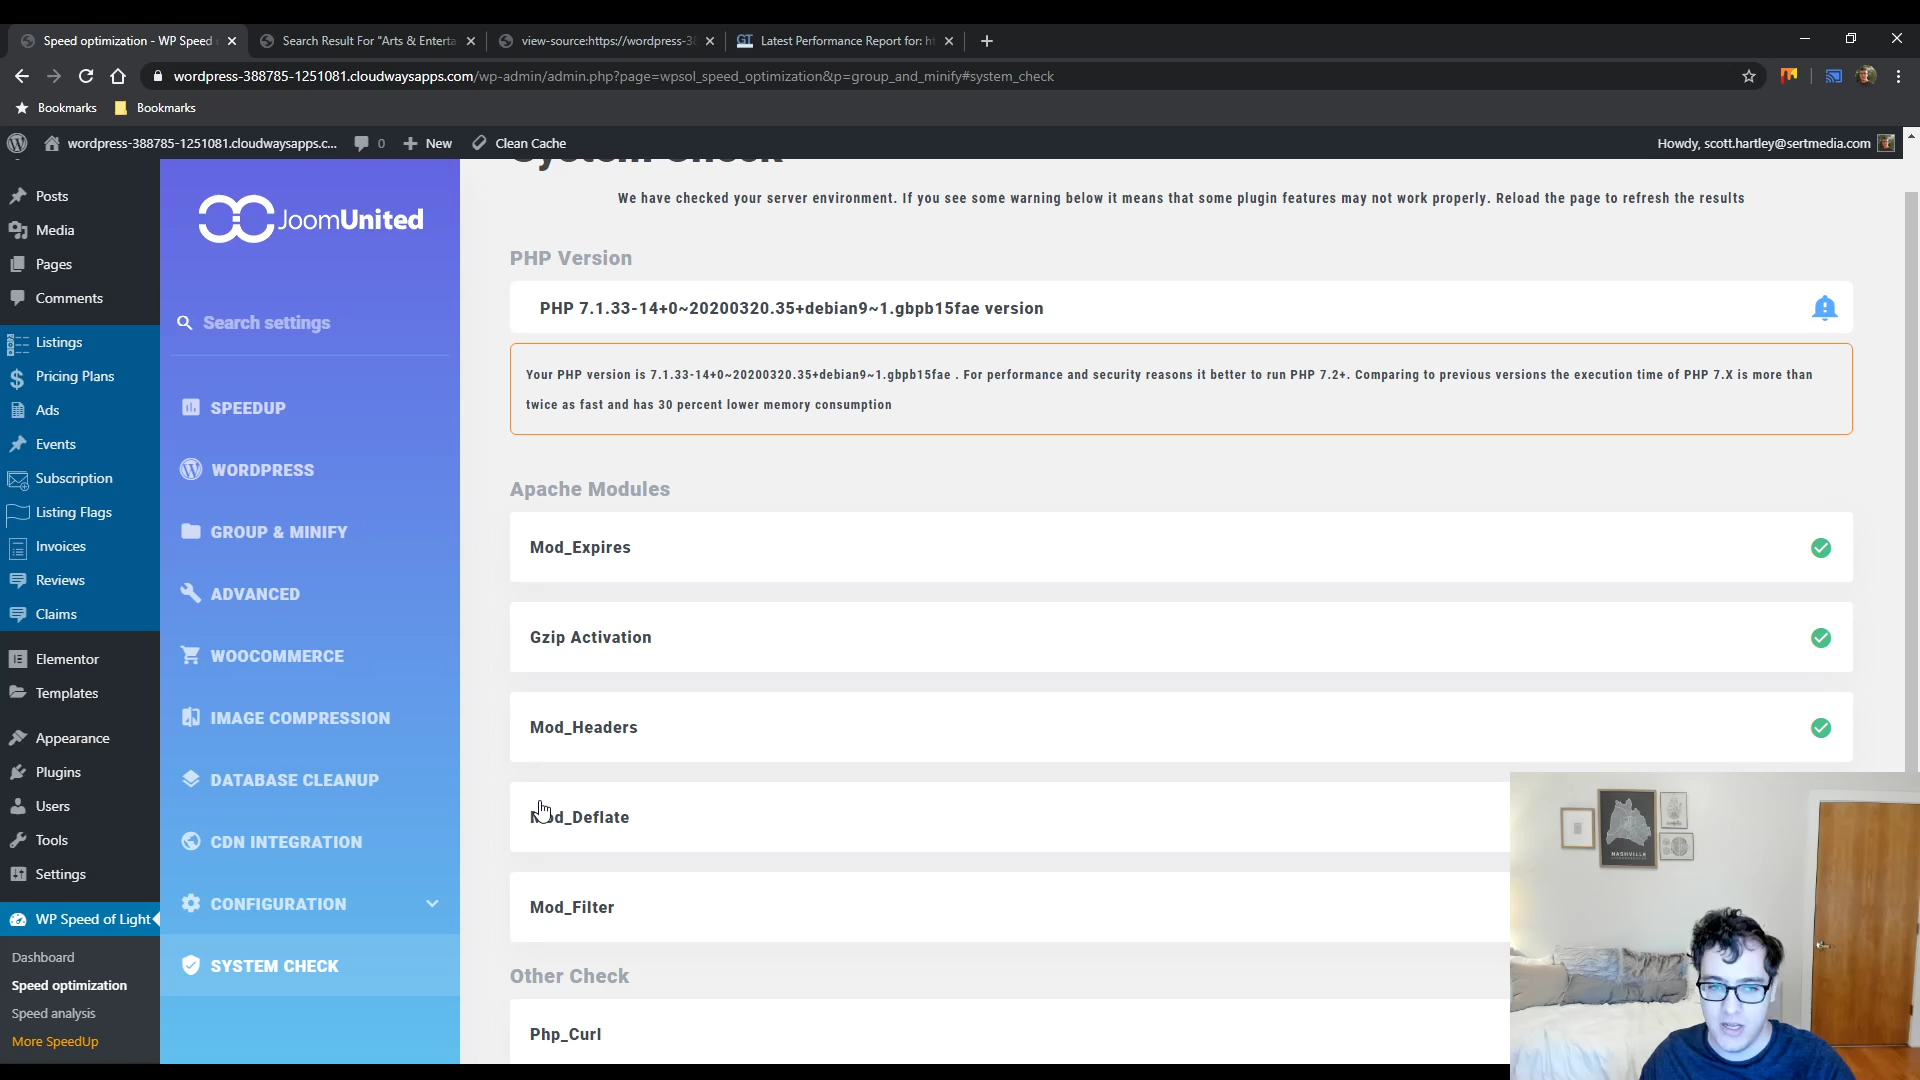 Speed optimization - WP Speed
Search Result For "Arts & Enterta
view-source:https://wordpress-38
GT
Latest Performance Report for: ht
wordpress-388785-1251081.cloudwaysapps.com/wp-admin/admin.php?page=wpsol_speed_optimization&p=group_and_minify#system_check
Bookmarks
Bookmarks
wordpress-388785-1251081.cloudwaysapps.c...
0
New
Clean Cache
Howdy, scott.hartley@sertmedia.com
Posts
Media
Pages
Comments
Listings
Pricing Plans
Ads
Events
Subscription
Listing Flags
Invoices
Reviews
Claims
Elementor
Templates
Appearance
Plugins
Users
Tools
Settings
WP Speed of Light
Dashboard
Speed optimization
Speed analysis
More SpeedUp
JoomUnited
Search settings
SPEEDUP
WORDPRESS
GROUP & MINIFY
ADVANCED
WOOCOMMERCE
IMAGE COMPRESSION
DATABASE CLEANUP
CDN INTEGRATION
CONFIGURATION
SYSTEM CHECK
System Check
We have checked your server environment. If you see some warning below it means that some plugin features may not work properly. Reload the page to refresh the results
PHP Version
PHP 7.1.33-14+0~20200320.35+debian9~1.gbpb15fae version
Your PHP version is 7.1.33-14+0~20200320.35+debian9~1.gbpb15fae . For performance and security reasons it better to run PHP 7.2+. Comparing to previous versions the execution time of PHP 7.X is more than
twice as fast and has 30 percent lower memory consumption
Apache Modules
Mod_Expires
Gzip Activation
Mod_Headers
Mod_Deflate
Mod_Filter
Other Check
Php_Curl
NASHVILLE